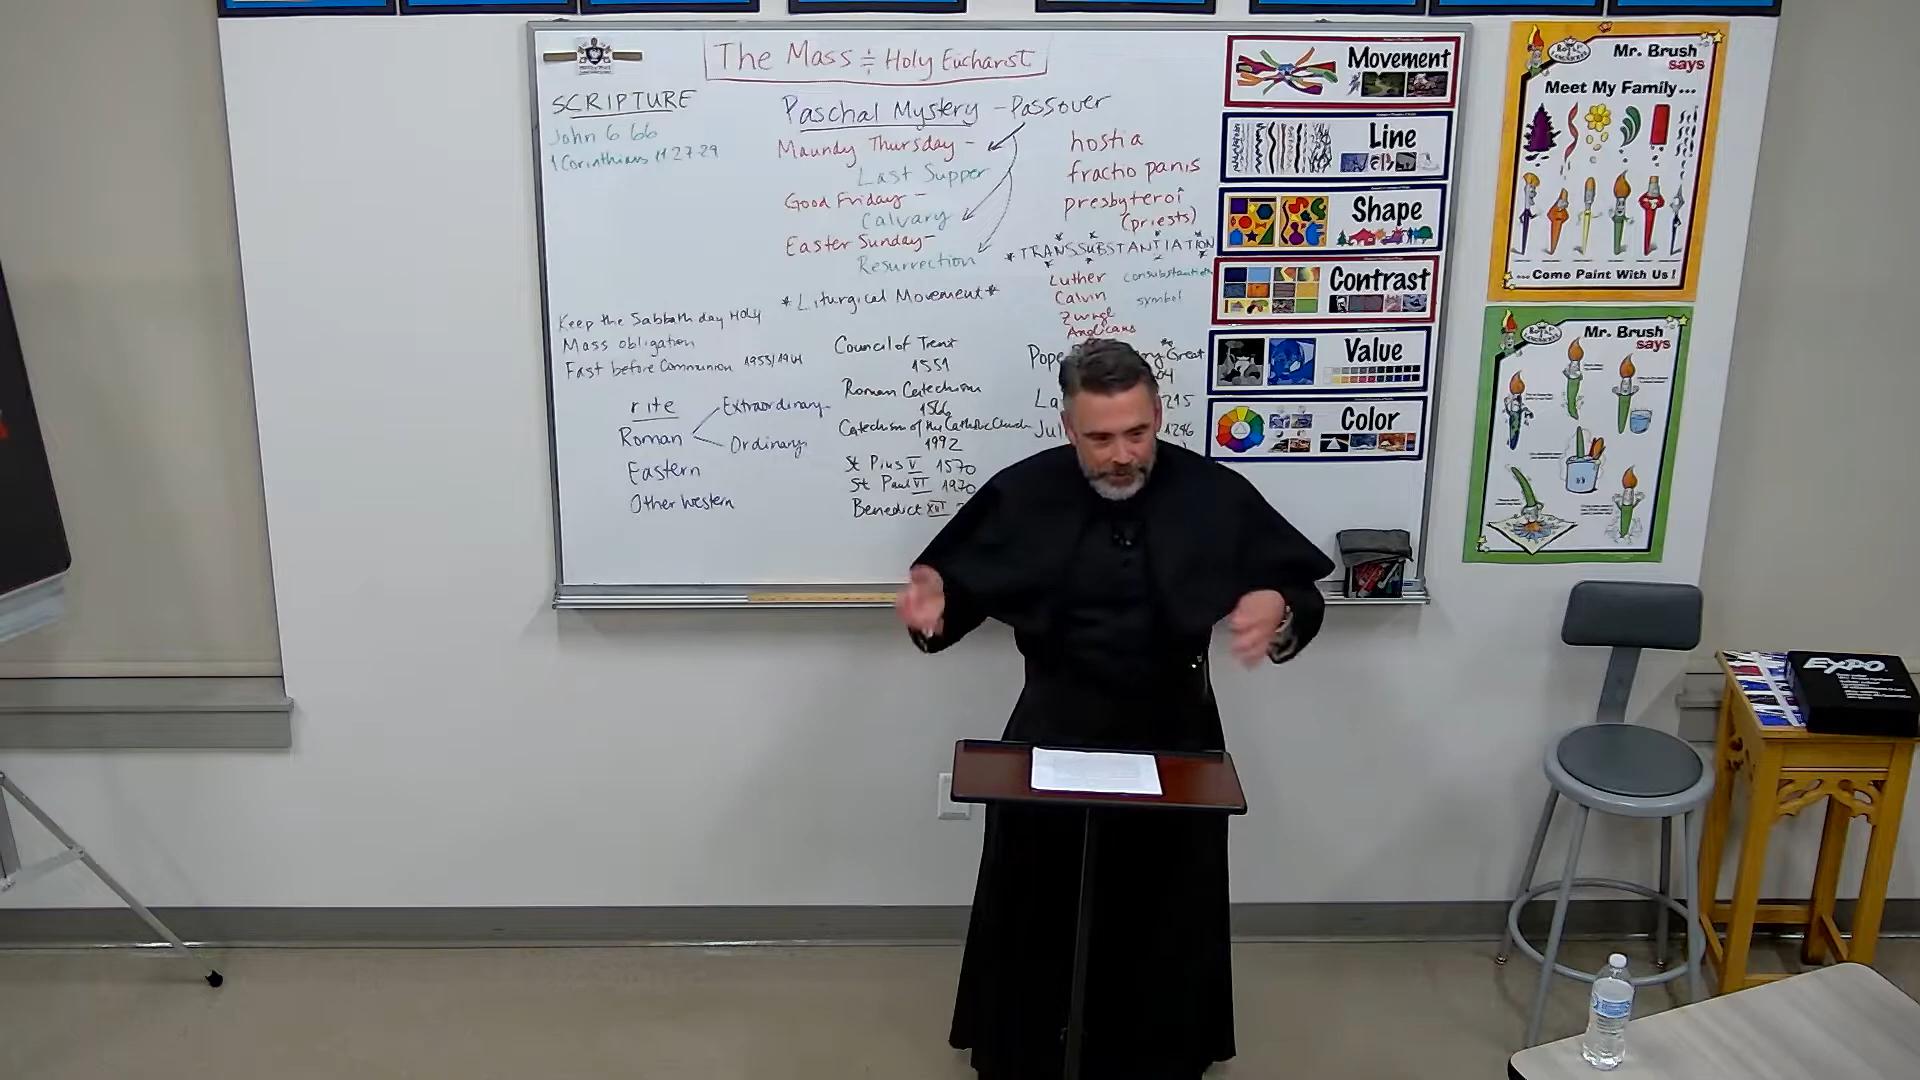 The Mass ÷ Holy Eucharist
SCRIPTURE
John 6 66
1 Corinthians 11 27-29
Paschal Mystery - Passover
Maundy Thursday -
Last Supper
Good Friday -
Calvary
Easter Sunday -
Resurrection
* Liturgical Movement *
hostia
fractio panis
presbyteroi
(priests)
*TRANSSUBSTANTIATION
Luther
Calvin symbol
Zwingl
Anglicans
Pope Great
04
La 215
Jul 1246
Keep the Sabbath day HOLY
Mass obligation
Fast before Communion 1953/1964
rite
Roman
Extraordinary
Ordinary
Eastern
Other Western
Council of Trent
1551
Roman Catechism
1566
Catechism of the Catholic Church
1992
St Pius V 1570
St Paul VI 1970
Benedict XVI
Movement
Line
Shape
Contrast
Value
Color
Mr. Brush
says
Meet My Family...
...Come Paint With Us!
Mr. Brush
says
EXPO